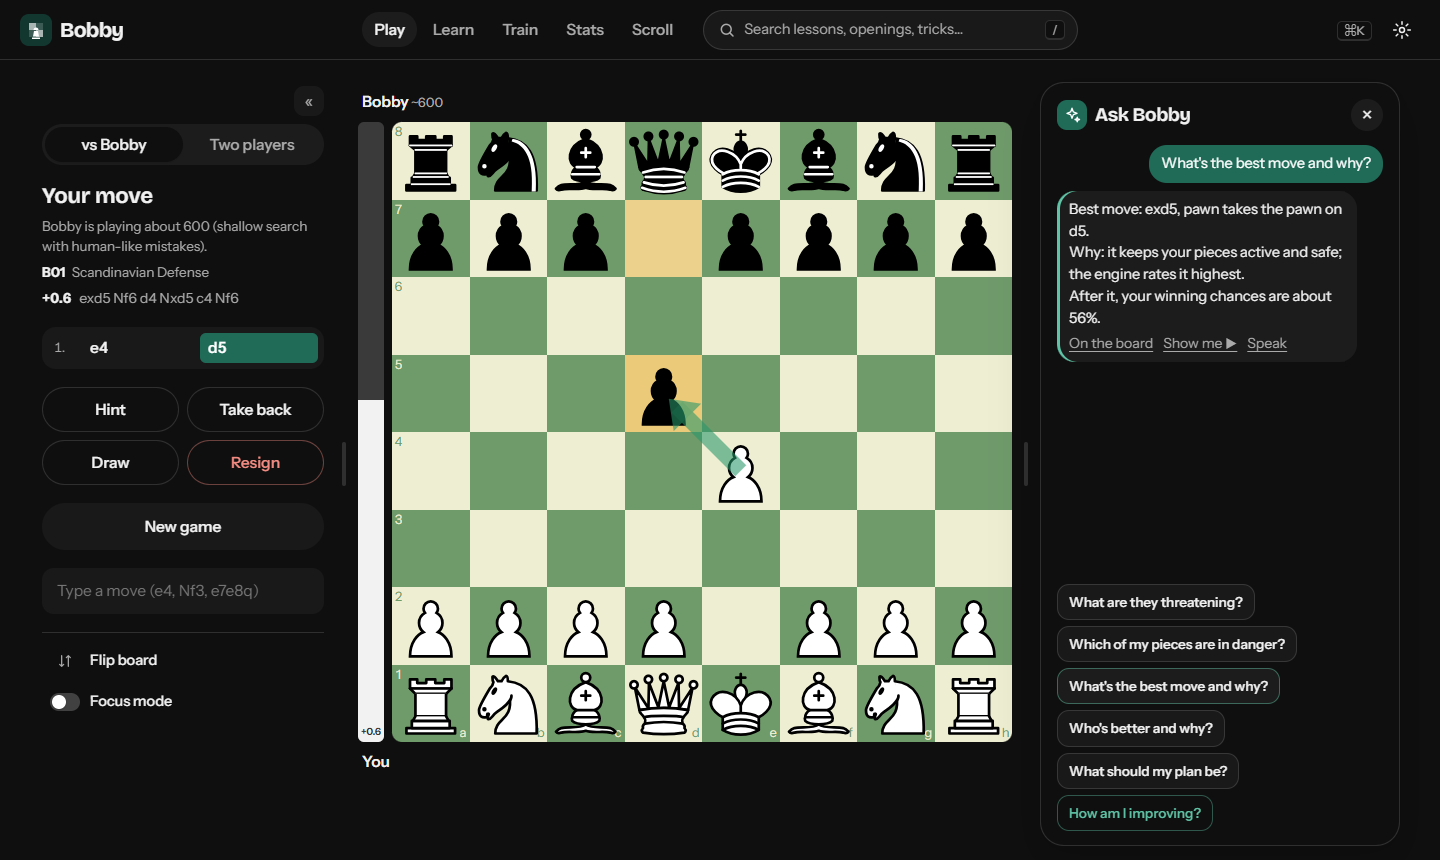 Bobby
Play Learn Train Stats Scroll
Search lessons, openings, tricks... /
⌘K
«
vs Bobby Two players
Your move
Bobby is playing about 600 (shallow search
with human-like mistakes).
B01 Scandinavian Defense
+0.6 exd5 Nf6 d4 Nxd5 c4 Nf6
1. e4 d5
Hint Take back
Draw Resign
New game
Type a move (e4, Nf3, e7e8q)
Flip board
Focus mode
Bobby ~600
8
7
6
5
4
3
2
1
a b c d e f g h
+0.6
You
Ask Bobby
What's the best move and why?
Best move: exd5, pawn takes the pawn on
d5.
Why: it keeps your pieces active and safe;
the engine rates it highest.
After it, your winning chances are about
56%.
On the board Show me ▶ Speak
What are they threatening?
Which of my pieces are in danger?
What's the best move and why?
Who's better and why?
What should my plan be?
How am I improving?